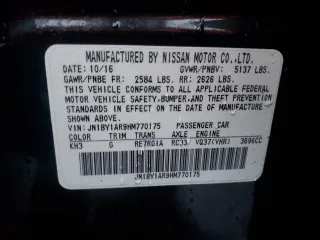 MANUFACTURED BY NISSAN MOTOR CO.,LTD.
DATE: 10/16 GVWR/PNBV: 5137 LBS.
GAWR/PNBE FR: 2584 LBS. RR: 2626 LBS.
THIS VEHICLE CONFORMS TO ALL APPLICABLE FEDERAL
MOTOR VEHICLE SAFETY,BUMPER,AND THEFT PREVENTION
STANDARDS IN EFFECT ON THE DATE OF MANUFACTURE
SHOWN ABOVE.
VIN: JN1BY1AR9HM770175 PASSENGER CAR
COLOR TRIM TRANS AXLE ENGINE
KH3 G RE7R01A RC33 VQ37(VHR) 3696CC
JN1BY1AR9HM770175